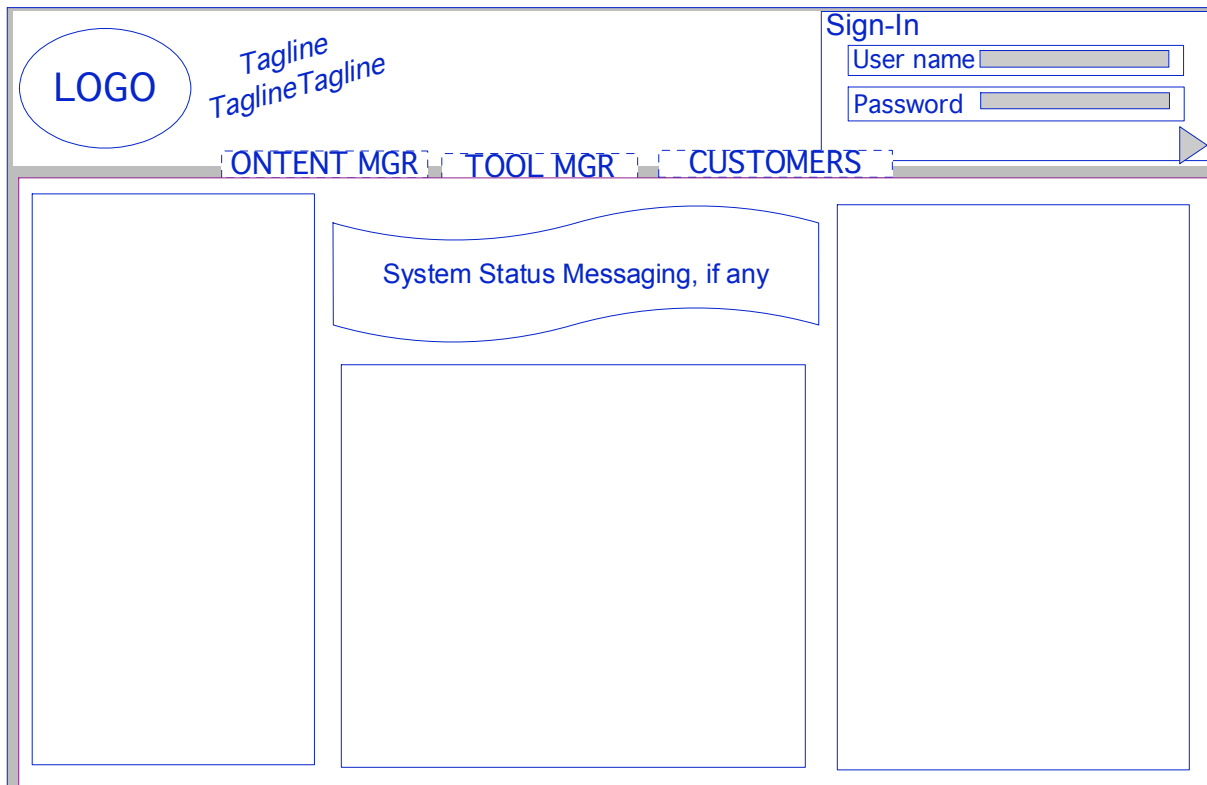 LOGO
Tagline
TaglineTagline
Sign-In
User name
Password
ONTENT MGR
TOOL MGR
CUSTOMERS
System Status Messaging, if any